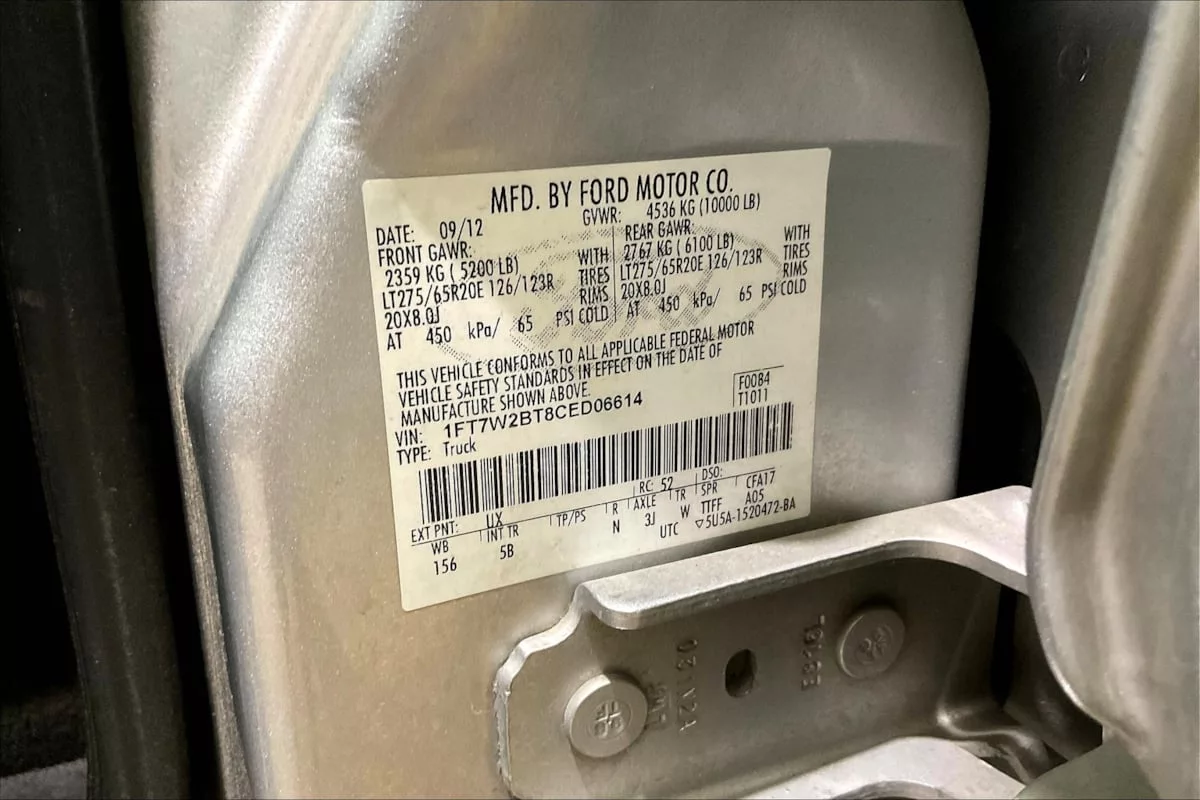 MFD. BY FORD MOTOR CO.
DATE: 09/12 GVWR: 4536 KG (10000 LB)
FRONT GAWR: REAR GAWR:
2359 KG ( 5200 LB) WITH 2767 KG ( 6100 LB) WITH
LT275/65R20E 126/123R TIRES LT275/65R20E 126/123R TIRES
20X8.0J RIMS 20X8.0J RIMS
AT 450 kPa/ 65 PSI COLD AT 450 kPa/ 65 PSI COLD
THIS VEHICLE CONFORMS TO ALL APPLICABLE FEDERAL MOTOR
VEHICLE SAFETY STANDARDS IN EFFECT ON THE DATE OF
MANUFACTURE SHOWN ABOVE.
F0084
T1011
VIN: 1FT7W2BT8CED06614
TYPE: Truck
EXT PNT: UX RC: 52 DSO:
WB INT TR TP/PS R AXLE TR SPR CFA17
156 5B N 3J W TTFF A05
UTC ▽5U5A-1520472-BA